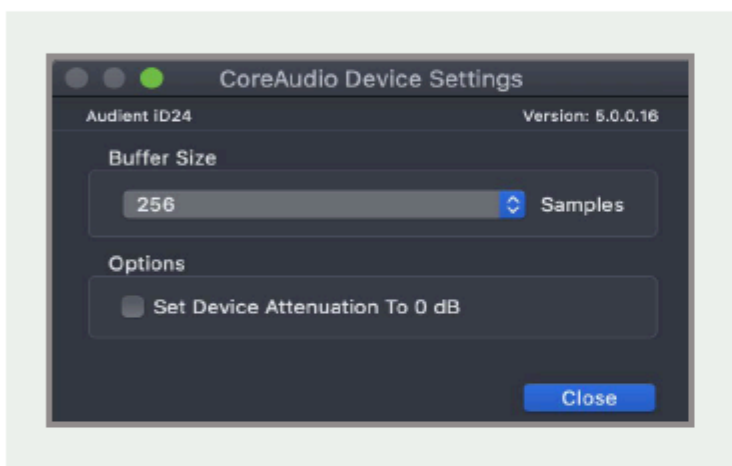 CoreAudio Device Settings
Audient iD24 Version: 5.0.0.16
Buffer Size
256 Samples
Options
Set Device Attenuation To 0 dB
Close